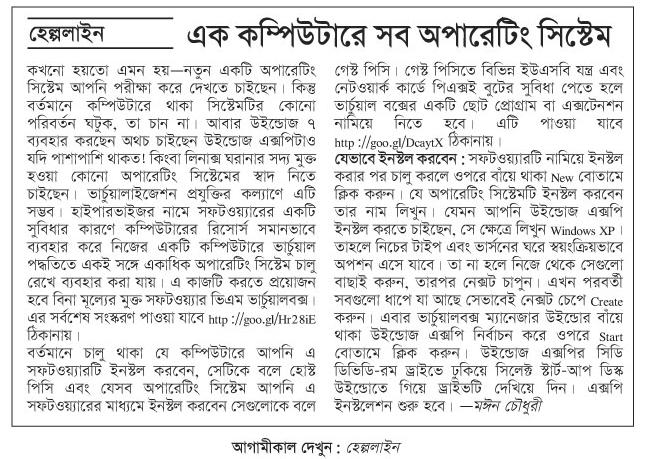 হেল্পলাইন
এক কম্পিউটারে সব অপারেটিং সিস্টেম
কখনো হয়তো এমন হয়—নতুন একটি অপারেটিং
সিস্টেম আপনি পরীক্ষা করে দেখতে চাইছেন। কিন্তু
বর্তমানে কম্পিউটারে থাকা সিস্টেমটির কোনো
পরিবর্তন ঘটুক, তা চান না। আবার উইন্ডোজ ৭
ব্যবহার করছেন অথচ চাইছেন উইন্ডোজ এক্সপিটাও
যদি পাশাপাশি থাকত! কিংবা লিনাক্স ঘরানার সদ্য মুক্ত
হওয়া কোনো অপারেটিং সিস্টেমের স্বাদ নিতে
চাইছেন। ভার্চুয়ালাইজেশন প্রযুক্তির কল্যাণে এটি
সম্ভব। হাইপারভাইজর নামে সফটওয়্যারের একটি
সুবিধার কারণে কম্পিউটারের রিসোর্স সমানভাবে
ব্যবহার করে নিজের একটি কম্পিউটারে ভার্চুয়াল
পদ্ধতিতে একই সঙ্গে একাধিক অপারেটিং সিস্টেম চালু
রেখে ব্যবহার করা যায়। এ কাজটি করতে প্রয়োজন
হবে বিনা মূল্যের মুক্ত সফটওয়্যার ভিএম ভার্চুয়ালবক্স।
এর সর্বশেষ সংস্করণ পাওয়া যাবে http://goo.gl/Hr28iE
ঠিকানায়।
বর্তমানে চালু থাকা যে কম্পিউটারে আপনি এ
সফটওয়্যারটি ইনস্টল করবেন, সেটিকে বলে হোস্ট
পিসি এবং যেসব অপারেটিং সিস্টেম আপনি এ
সফটওয়্যারের মাধ্যমে ইনস্টল করবেন সেগুলোকে বলে
গেস্ট পিসি। গেস্ট পিসিতে বিভিন্ন ইউএসবি যন্ত্র এবং
নেটওয়ার্ক কার্ডে পিএক্সই বুটের সুবিধা পেতে হলে
ভার্চুয়াল বক্সের একটি ছোট প্রোগ্রাম বা এক্সটেনশন
নামিয়ে নিতে হবে। এটি পাওয়া যাবে
http://goo.gl/DcaytX ঠিকানায়।
যেভাবে ইনস্টল করবেন : সফটওয়্যারটি নামিয়ে ইনস্টল
করার পর চালু করলে ওপরে বাঁয়ে থাকা New বোতামে
ক্লিক করুন। যে অপারেটিং সিস্টেমটি ইনস্টল করবেন
তার নাম লিখুন। যেমন আপনি উইন্ডোজ এক্সপি
ইনস্টল করতে চাইছেন, সে ক্ষেত্রে লিখুন Windows XP।
তাহলে নিচের টাইপ এবং ভার্সনের ঘরে স্বয়ংক্রিয়ভাবে
অপশন এসে যাবে। তা না হলে নিজে থেকে সেগুলো
বাছাই করুন, তারপর নেক্সট চাপুন। এখন পরবর্তী
সবগুলো ধাপে যা আছে সেভাবেই নেক্সট চেপে Create
করুন। এবার ভার্চুয়ালবক্স ম্যানেজার উইন্ডোর বাঁয়ে
থাকা উইন্ডোজ এক্সপি নির্বাচন করে ওপরে Start
বোতামে ক্লিক করুন। উইন্ডোজ এক্সপির সিডি
ডিভিডি-রম ড্রাইভে ঢুকিয়ে সিলেক্ট স্টার্ট-আপ ডিস্ক
উইন্ডোতে গিয়ে ড্রাইভটি দেখিয়ে দিন। এক্সপি
ইনস্টলেশন শুরু হবে। —মঈন চৌধুরী
আগামীকাল দেখুন : হেল্পলাইন